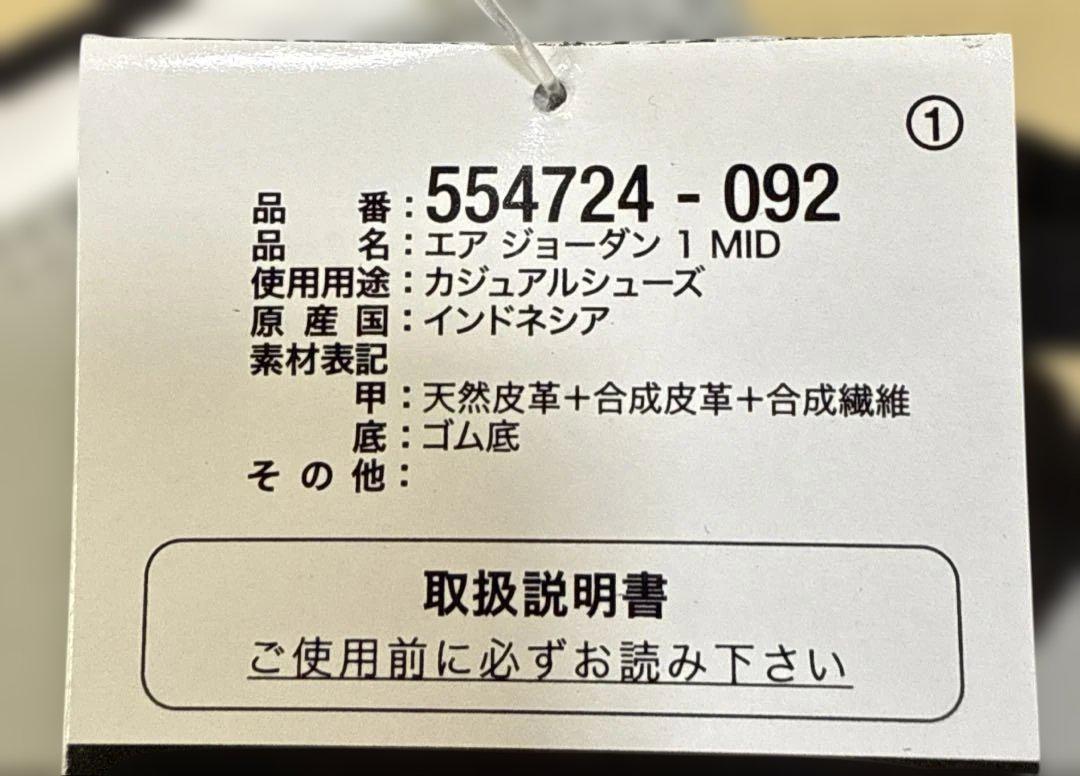 ①
品 番：554724 - 092
品 名：エア ジョーダン 1 MID
使用用途：カジュアルシューズ
原産国：インドネシア
素材表記
甲：天然皮革+合成皮革+合成繊維
底：ゴム底
その他：
取扱説明書
ご使用前に必ずお読み下さい